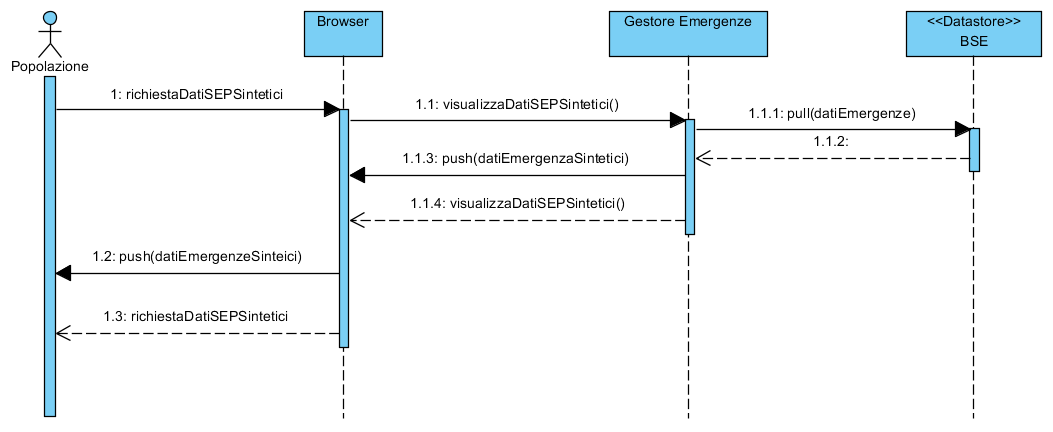 Popolazione
Browser
Gestore Emergenze
<<Datastore>>
BSE
1: richiestaDatiSEPSintetici
1.1: visualizzaDatiSEPSintetici()
1.1.1: pull(datiEmergenze)
1.1.2:
1.1.3: push(datiEmergenzaSintetici)
1.1.4: visualizzaDatiSEPSintetici()
1.2: push(datiEmergenzeSinteici)
1.3: richiestaDatiSEPSintetici